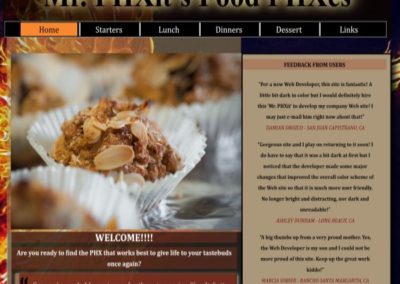 Mr. PHXit's Food PHXes
Home Starters Lunch Dinners Dessert Links
FEEDBACK FROM USERS
"For a new Web Developer, this site is fantastic! A
little bit dark in color but I would definitely hire
this 'Mr. PHXit' to develop my company Web site! I
may just e-mail him right now about that!"
DAMIAN OROZCO - SAN JUAN CAPISTRANO, CA
"Gorgeous site and I play on returning to it soon! I
do have to say that it was a bit dark at first but I
noticed that the developer made some major
changes that improved the overall color scheme of
the Web site so that it is much more user friendly.
No longer bright and distracting, nor dark and
unreadable!"
ASHLEY DUNHAM - LONG BEACH, CA
"A big thumbs up from a very proud mother. Yes,
the Web Developer is my son and I could not be
more proud of this site. Keep up the great work
kiddo!"
MARCIA GINNER - RANCHO SANTA MARGARITA, CA
WELCOME!!!!
Are you ready to find the PHX that works best to give life to your tastebuds
once again?